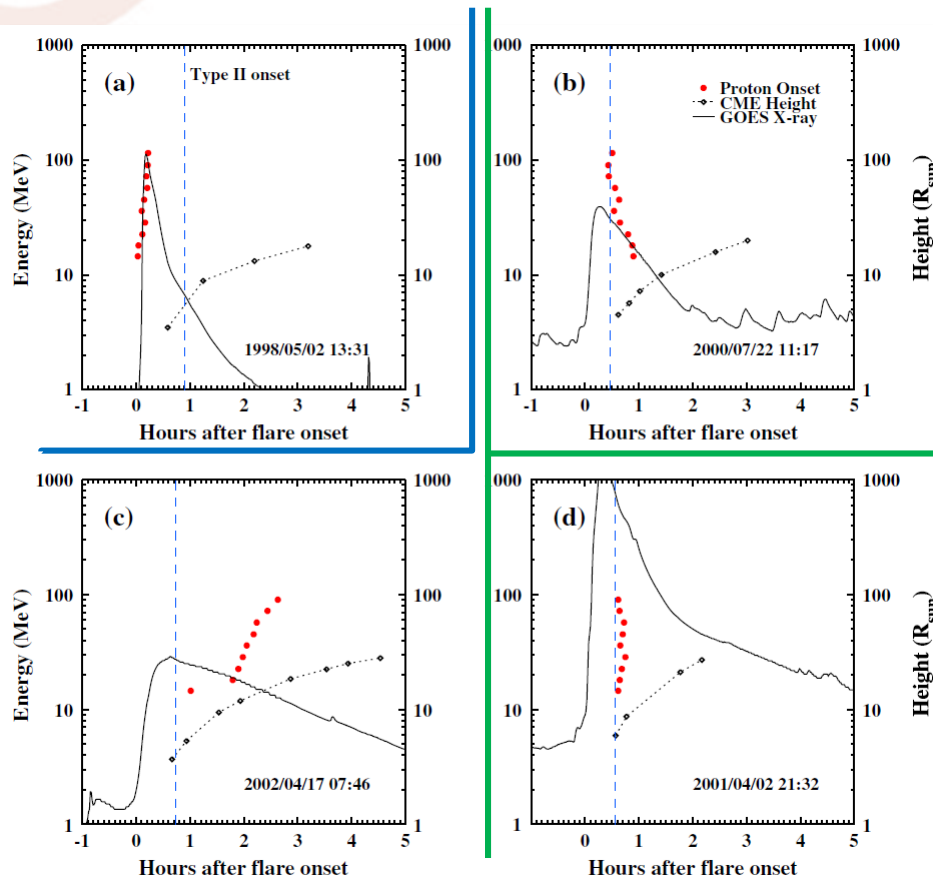 1000
1000
(a)
Type II onset
100
100
Energy (MeV)
10
10
1998/05/02 13:31
1
1
-1 0 1 2 3 4 5
Hours after flare onset
000
1000
(b)
Proton Onset
CME Height
GOES X-ray
100
100
Height (R_sun)
10
10
2000/07/22 11:17
1
1
-1 0 1 2 3 4 5
Hours after flare onset
1000
1000
(c)
100
100
Energy (MeV)
10
10
2002/04/17 07:46
1
1
-1 0 1 2 3 4 5
Hours after flare onset
1000
1000
(d)
100
100
Height (R_sun)
10
10
2001/04/02 21:32
1
1
-1 0 1 2 3 4 5
Hours after flare onset